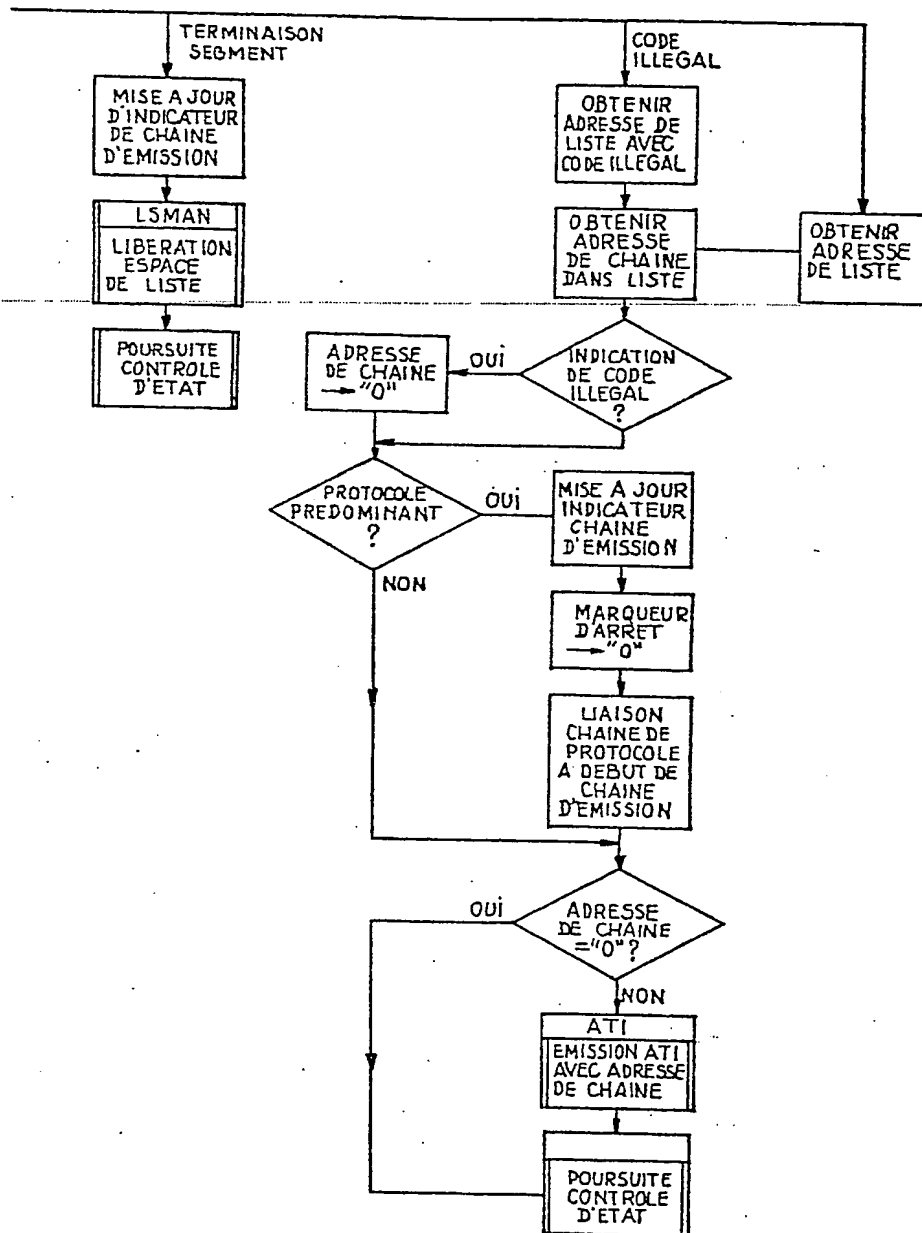 TERMINAISON
SEGMENT
MISE A JOUR
D'INDICATEUR
DE CHAINE
D'EMISSION
LSMAN
LIBERATION
ESPACE
DE LISTE
POURSUITE
CONTROLE
D'ETAT
CODE
ILLEGAL
OBTENIR
ADRESSE DE
LISTE AVEC
CODE ILLEGAL
OBTENIR
ADRESSE
DE CHAINE
DANS LISTE
OBTENIR
ADRESSE
DE LISTE
INDICATION
DE CODE
ILLEGAL
?
OUI
ADRESSE
DE CHAINE
→ "0"
PROTOCOLE
PREDOMINANT
?
OUI
NON
MISE A JOUR
INDICATEUR
CHAINE
D'EMISSION
MARQUEUR
D'ARRET
→ "0"
LIAISON
CHAINE DE
PROTOCOLE
A DEBUT DE
CHAINE
D'EMISSION
ADRESSE
DE CHAINE
="0"?
OUI
NON
ATI
EMISSION ATI
AVEC ADRESSE
DE CHAINE
POURSUITE
CONTROLE
D'ETAT